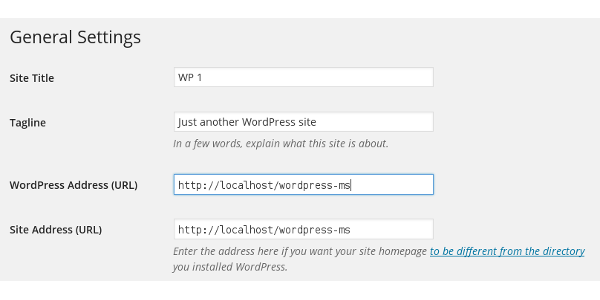 General Settings
Site Title
WP 1
Tagline
Just another WordPress site
In a few words, explain what this site is about.
WordPress Address (URL)
http://localhost/wordpress-ms
Site Address (URL)
http://localhost/wordpress-ms
Enter the address here if you want your site homepage to be different from the directory
you installed WordPress.